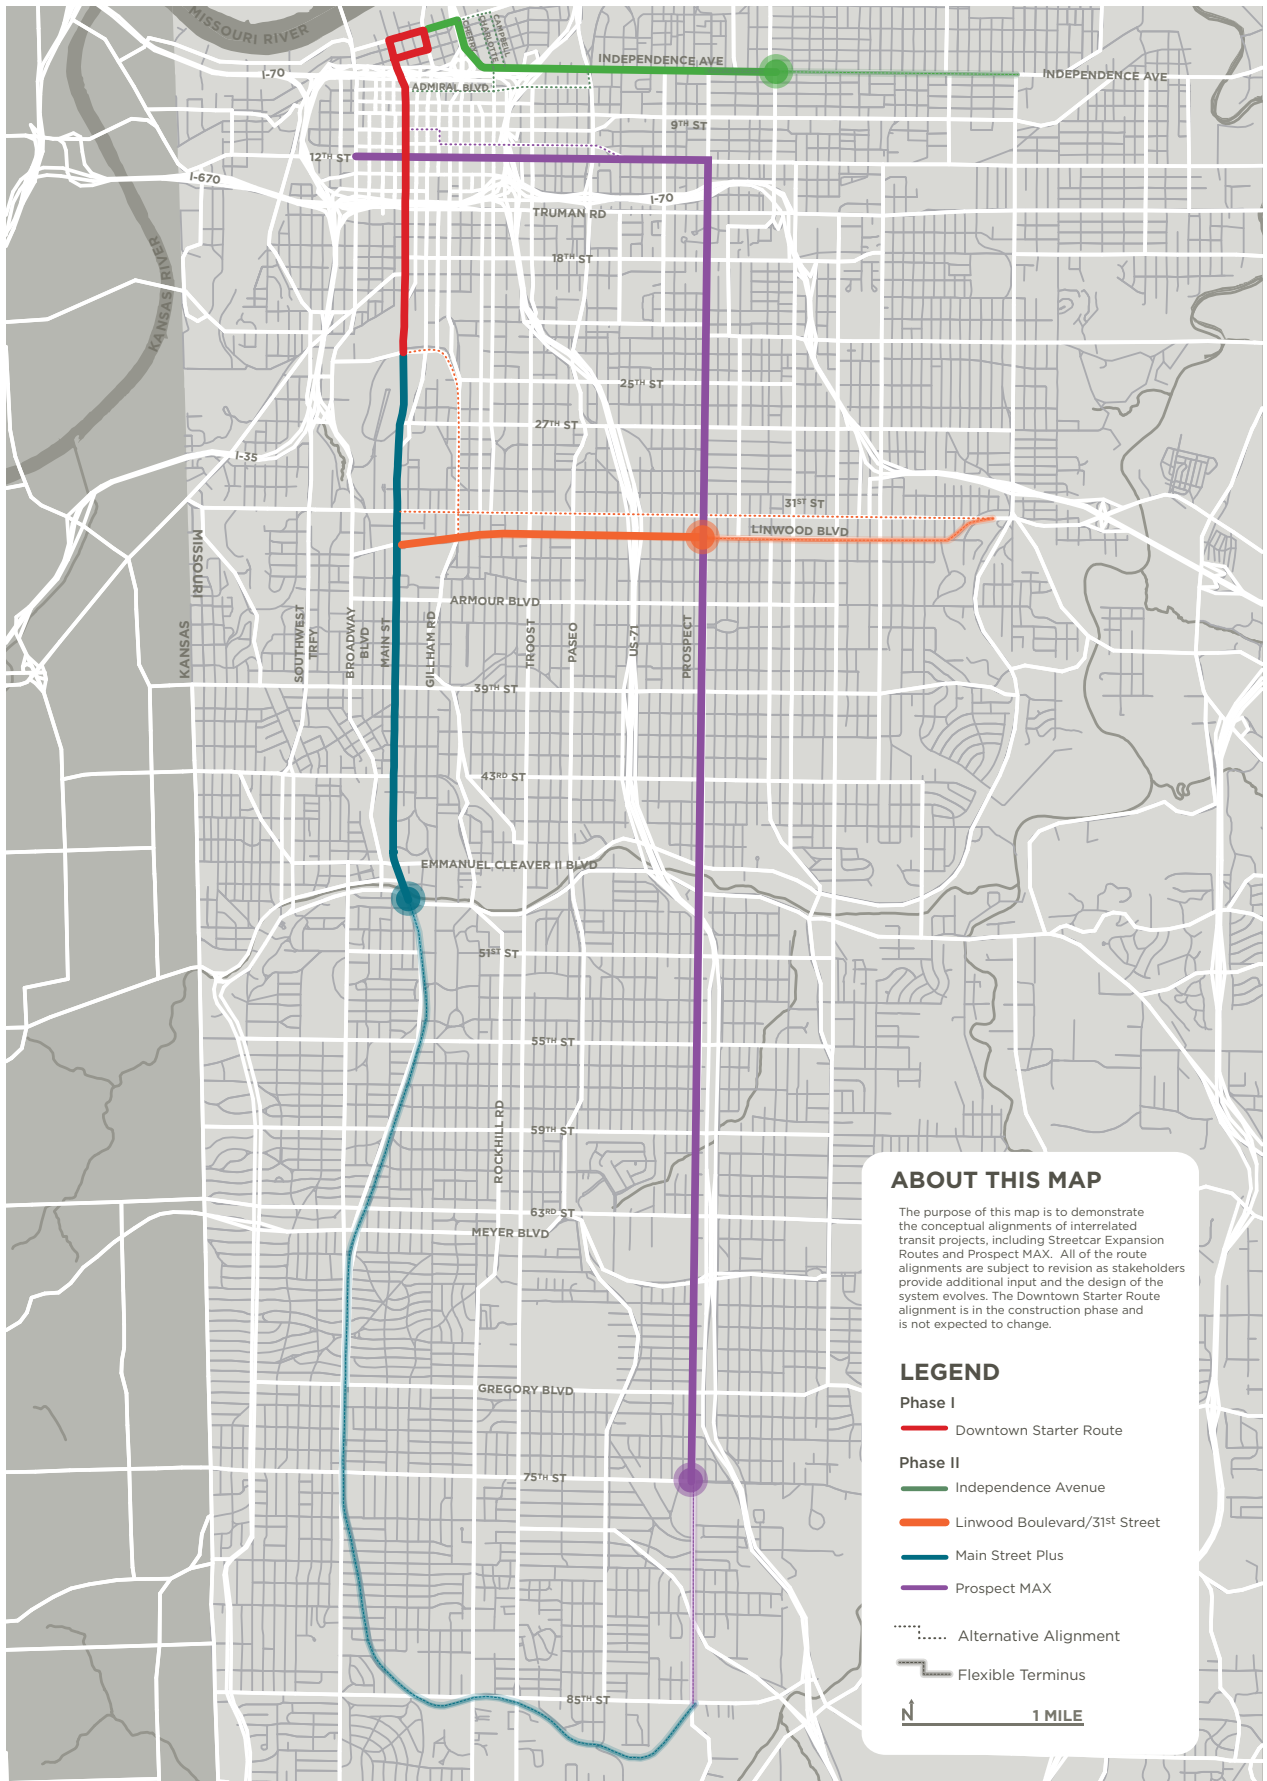 MISSOURI RIVER
CHERRY
CHARLOTTE
CAMPBELL
INDEPENDENCE AVE
INDEPENDENCE AVE
I-70
ADMIRAL BLVD
9TH ST
12TH ST
I-670
I-70
TRUMAN RD
18TH ST
KANSAS RIVER
25TH ST
27TH ST
I-35
31ST ST
LINWOOD BLVD
MISSOURI
KANSAS
ARMOUR BLVD
SOUTHWEST
TRFY
BROADWAY
BLVD
MAIN ST
GILLHAM RD
TROOST
PASEO
US-71
PROSPECT
39TH ST
43RD ST
EMMANUEL CLEAVER II BLVD
51ST ST
55TH ST
ROCKHILL RD
59TH ST
63RD ST
MEYER BLVD
GREGORY BLVD
75TH ST
85TH ST
ABOUT THIS MAP
The purpose of this map is to demonstrate
the conceptual alignments of interrelated
transit projects, including Streetcar Expansion
Routes and Prospect MAX. All of the route
alignments are subject to revision as stakeholders
provide additional input and the design of the
system evolves. The Downtown Starter Route
alignment is in the construction phase and
is not expected to change.
LEGEND
Phase I
Downtown Starter Route
Phase II
Independence Avenue
Linwood Boulevard/31st Street
Main Street Plus
Prospect MAX
Alternative Alignment
Flexible Terminus
N
1 MILE